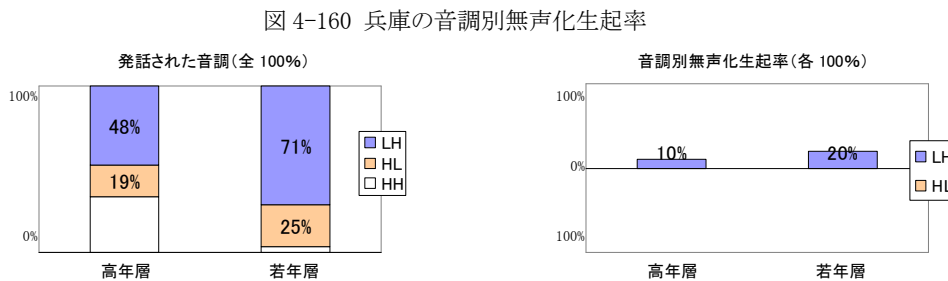 図 4-160 兵庫の音調別無声化生起率
発話された音調(全 100%)
100%
48%
71%
19%
25%
0%
LH
HL
HH
高年層
若年層
音調別無声化生起率(各 100%)
100%
10%
20%
0%
100%
LH
HL
高年層
若年層